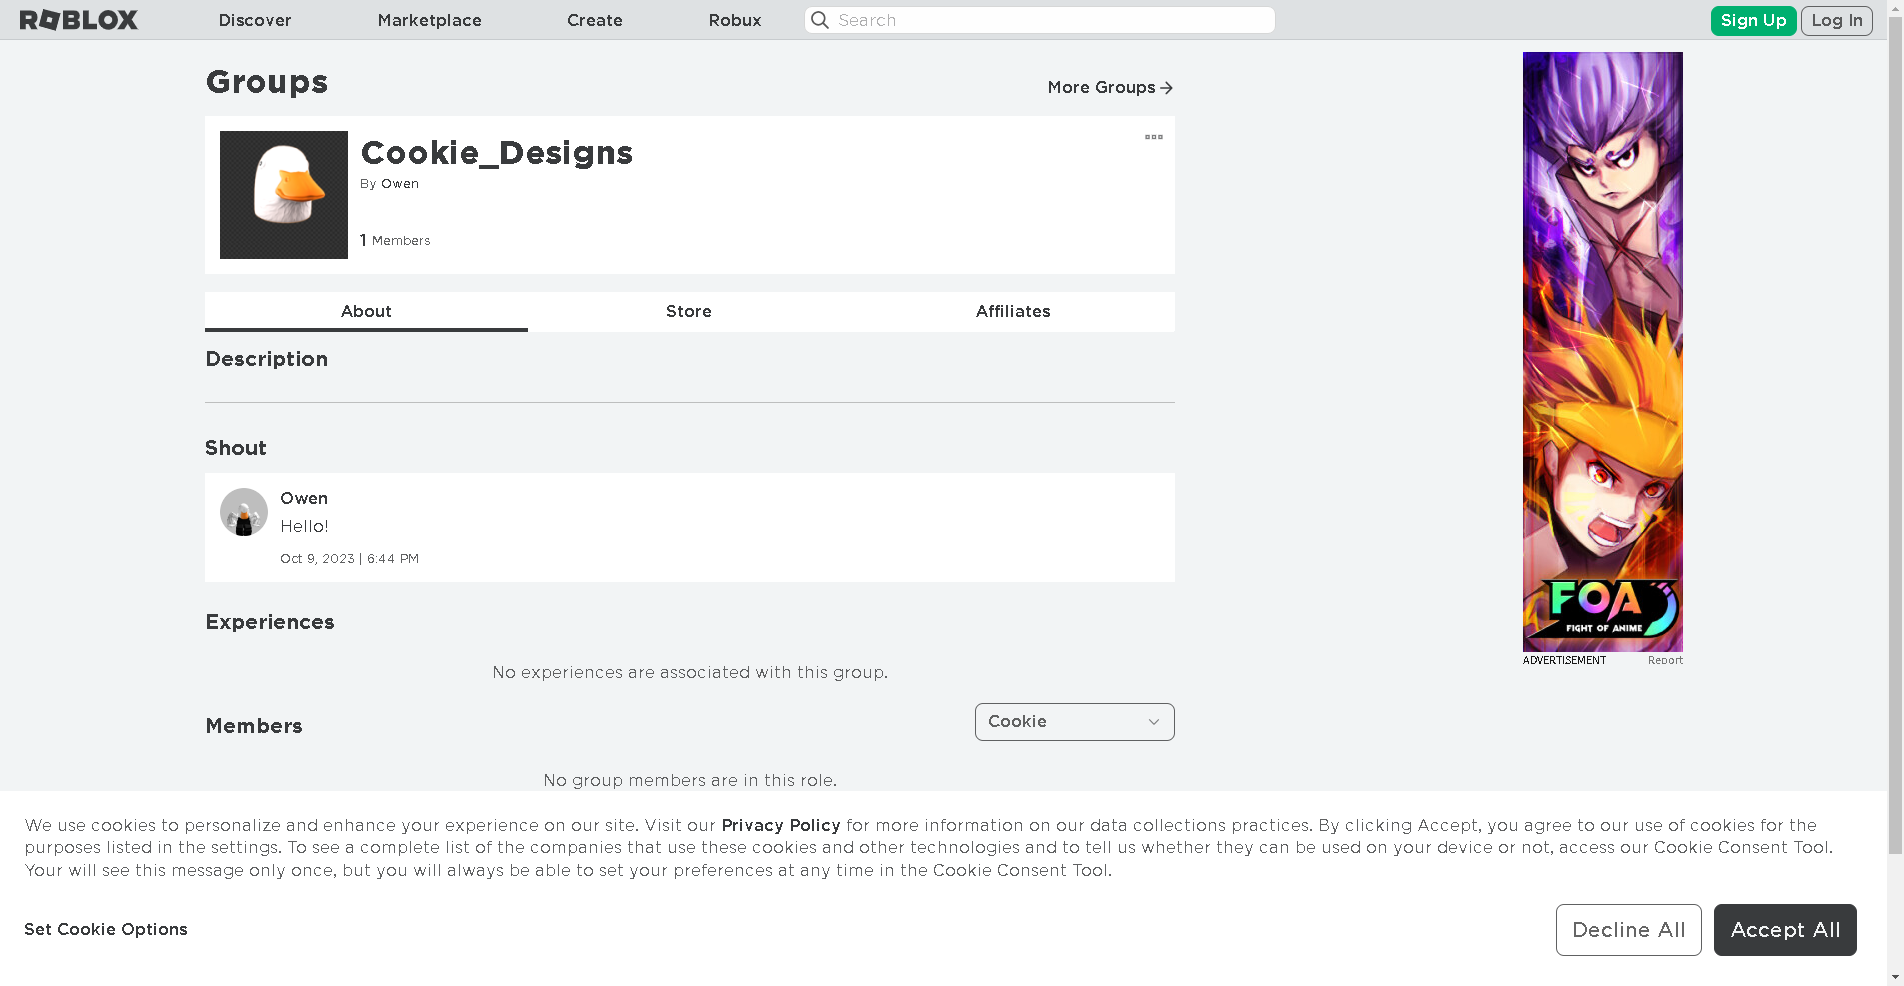 ROBLOX
Discover
Marketplace
Create
Robux
Search
Sign Up
Log In
Groups
More Groups
Cookie_Designs
By Owen
1 Members
About
Store
Affiliates
Description
Shout
Owen
Hello!
Oct 9, 2023 | 6:44 PM
Experiences
No experiences are associated with this group.
Members
Cookie
No group members are in this role.
FOA
FIGHT OF ANIME
ADVERTISEMENT
Report
We use cookies to personalize and enhance your experience on our site. Visit our Privacy Policy for more information on our data collections practices. By clicking Accept, you agree to our use of cookies for the
purposes listed in the settings. To see a complete list of the companies that use these cookies and other technologies and to tell us whether they can be used on your device or not, access our Cookie Consent Tool.
Your will see this message only once, but you will always be able to set your preferences at any time in the Cookie Consent Tool.
Set Cookie Options
Decline All
Accept All